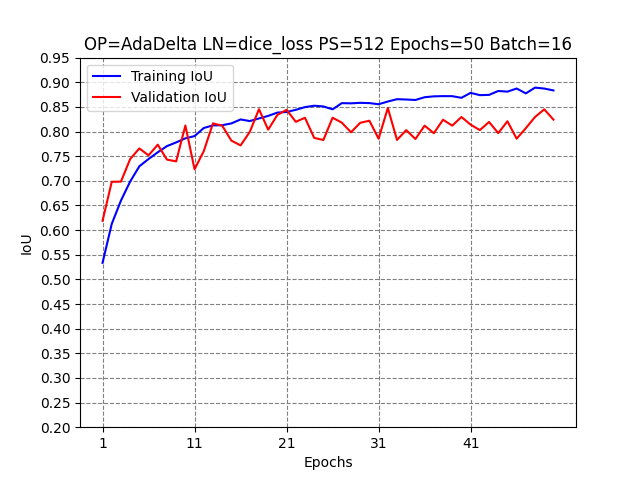 OP=AdaDelta LN=dice_loss PS=512 Epochs=50 Batch=16
Training IoU
Validation IoU
0.95
0.90
0.85
0.80
0.75
0.70
0.65
0.60
0.55
0.50
0.45
0.40
0.35
0.30
0.25
0.20
IoU
1 11 21 31 41
Epochs